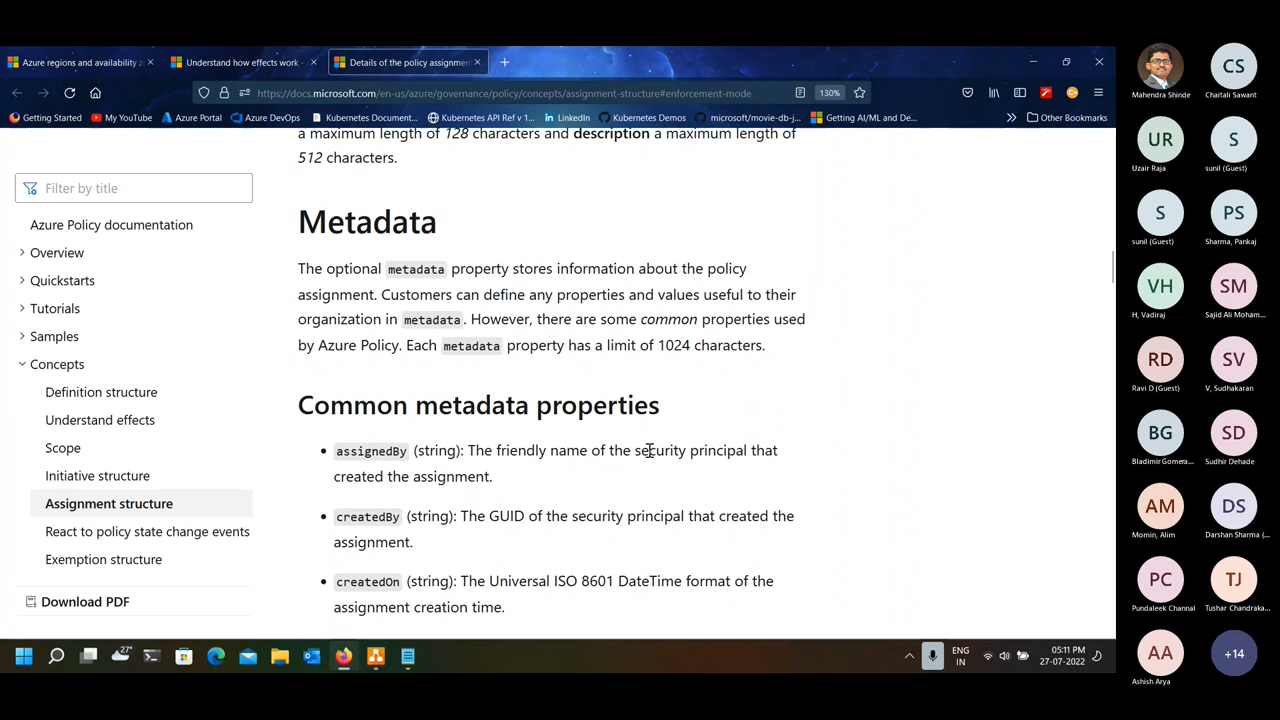 Azure regions and availability z
Understand how effects work -
Details of the policy assignmen
https://docs.microsoft.com/en-us/azure/governance/policy/concepts/assignment-structure#enforcement-mode
130%
Getting Started
My YouTube
Azure Portal
Azure DevOps
Kubernetes Document...
Kubernetes API Ref v 1...
LinkedIn
Kubernetes Demos
microsoft/movie-db-j...
Getting AI/ML and De...
Other Bookmarks
a maximum length of 128 characters and description a maximum length of
512 characters.
Filter by title
Azure Policy documentation
Overview
Quickstarts
Tutorials
Samples
Concepts
Definition structure
Understand effects
Scope
Initiative structure
Assignment structure
React to policy state change events
Exemption structure
Download PDF
Metadata
The optional metadata property stores information about the policy
assignment. Customers can define any properties and values useful to their
organization in metadata. However, there are some common properties used
by Azure Policy. Each metadata property has a limit of 1024 characters.
Common metadata properties
assignedBy (string): The friendly name of the security principal that
created the assignment.
createdBy (string): The GUID of the security principal that created the
assignment.
createdOn (string): The Universal ISO 8601 DateTime format of the
assignment creation time.
27°
ENG
IN
05:11 PM
27-07-2022
Mahendra Shinde
CS
Chaitali Sawant
UR
Uzair Raja
S
sunil (Guest)
S
sunil (Guest)
PS
Sharma, Pankaj
VH
H, Vadiraj
SM
Sajid Ali Moham...
RD
Ravi D (Guest)
SV
V, Sudhakaran
BG
Bladimir Gomera...
SD
Sudhir Dehade
AM
Momin, Alim
DS
Darshan Sharma (...
PC
Pundaleek Channal
TJ
Tushar Chandraka...
AA
Ashish Arya
+14